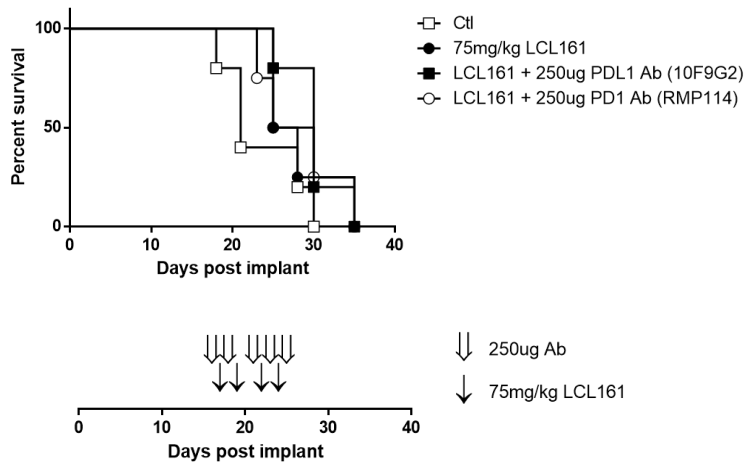 Percent survival
100
50
0
0 10 20 30 40
Days post implant
Ctl
75mg/kg LCL161
LCL161 + 250ug PDL1 Ab (10F9G2)
LCL161 + 250ug PD1 Ab (RMP114)
250ug Ab
75mg/kg LCL161
0 10 20 30 40
Days post implant